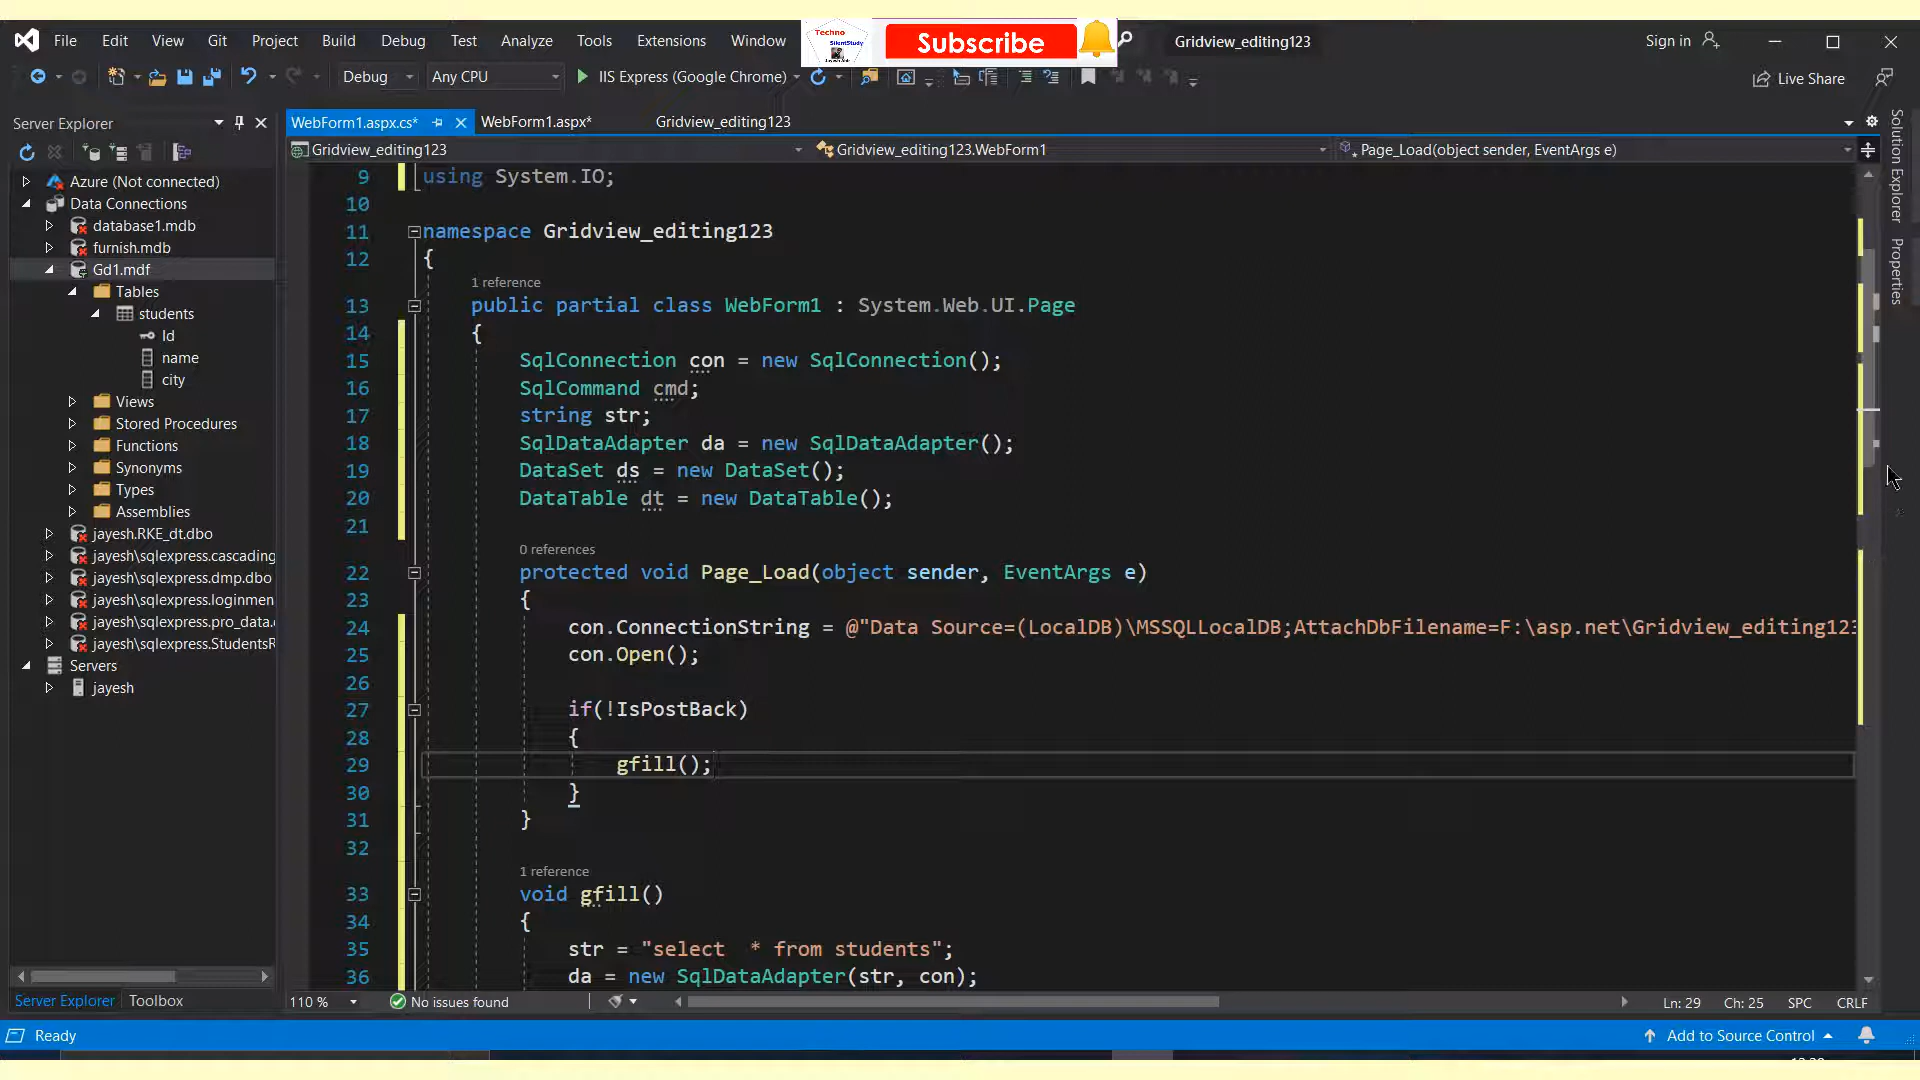 Techno
SilentStudy
Subscribe
File Edit View Git Project Build Debug Test Analyze Tools Extensions Window Gridview_editing123 Sign in
Debug Any CPU IIS Express (Google Chrome) Live Share
Server Explorer
WebForm1.aspx.cs* WebForm1.aspx* Gridview_editing123
Gridview_editing123 Gridview_editing123.WebForm1 Page_Load(object sender, EventArgs e)
Azure (Not connected)
Data Connections
database1.mdb
furnish.mdb
Gd1.mdf
Tables
students
Id
name
city
Views
Stored Procedures
Functions
Synonyms
Types
Assemblies
jayesh.RKE_dt.dbo
jayesh\sqlexpress.cascading
jayesh\sqlexpress.dmp.dbo
jayesh\sqlexpress.loginmen
jayesh\sqlexpress.pro_data.
jayesh\sqlexpress.StudentsR
Servers
jayesh
Server Explorer Toolbox
9 using System.IO;
10
11 namespace Gridview_editing123
12 {
1 reference
13 public partial class WebForm1 : System.Web.UI.Page
14 {
15 SqlConnection con = new SqlConnection();
16 SqlCommand cmd;
17 string str;
18 SqlDataAdapter da = new SqlDataAdapter();
19 DataSet ds = new DataSet();
20 DataTable dt = new DataTable();
21
0 references
22 protected void Page_Load(object sender, EventArgs e)
23 {
24 con.ConnectionString = @"Data Source=(LocalDB)\MSSQLLocalDB;AttachDbFilename=F:\asp.net\Gridview_editing123
25 con.Open();
26
27 if(!IsPostBack)
28 {
29 gfill();
30 }
31 }
32
1 reference
33 void gfill()
34 {
35 str = "select  * from students";
36 da = new SqlDataAdapter(str, con);
110 % No issues found Ln: 29 Ch: 25 SPC CRLF
Solution Explorer
Properties
Ready Add to Source Control